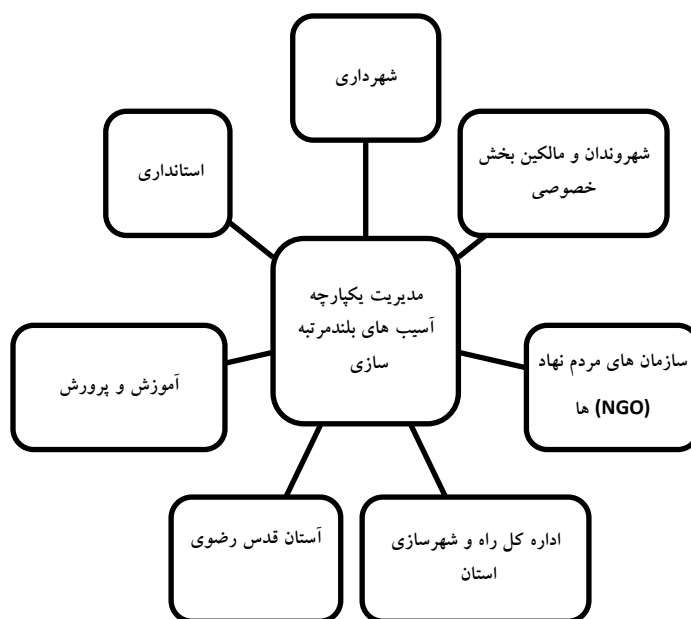 شهرداری
شهروندان و مالکین بخش
خصوصی
استانداری
مدیریت یکپارچه
آسیب های بلندمرتبه
سازی
سازمان های مردم نهاد
(NGO) ها
آموزش و پرورش
اداره کل راه و شهرسازی
استان
آستان قدس رضوی